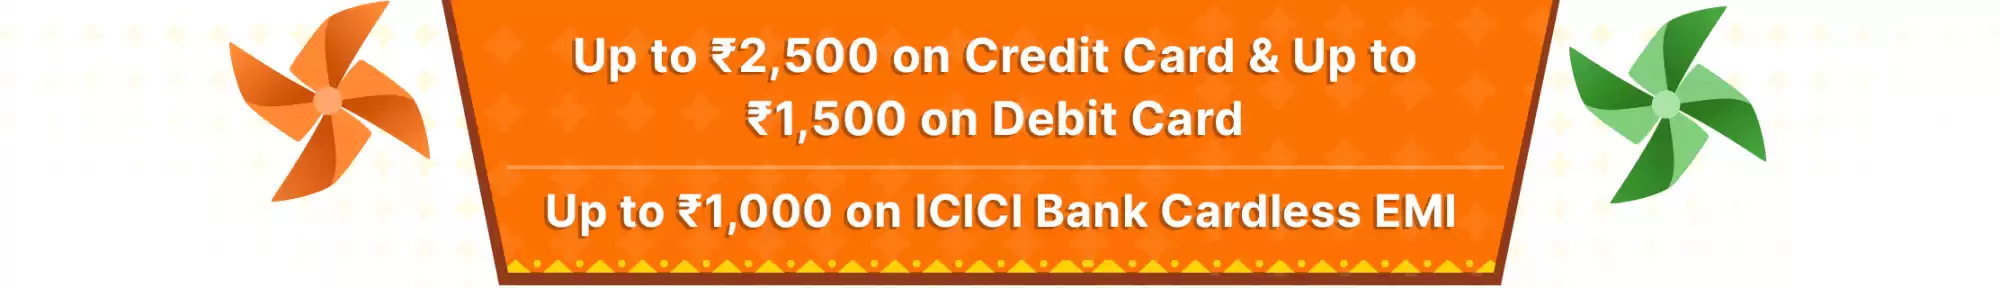 Up to ₹2,500 on Credit Card & Up to
₹1,500 on Debit Card
Up to ₹1,000 on ICICI Bank Cardless EMI